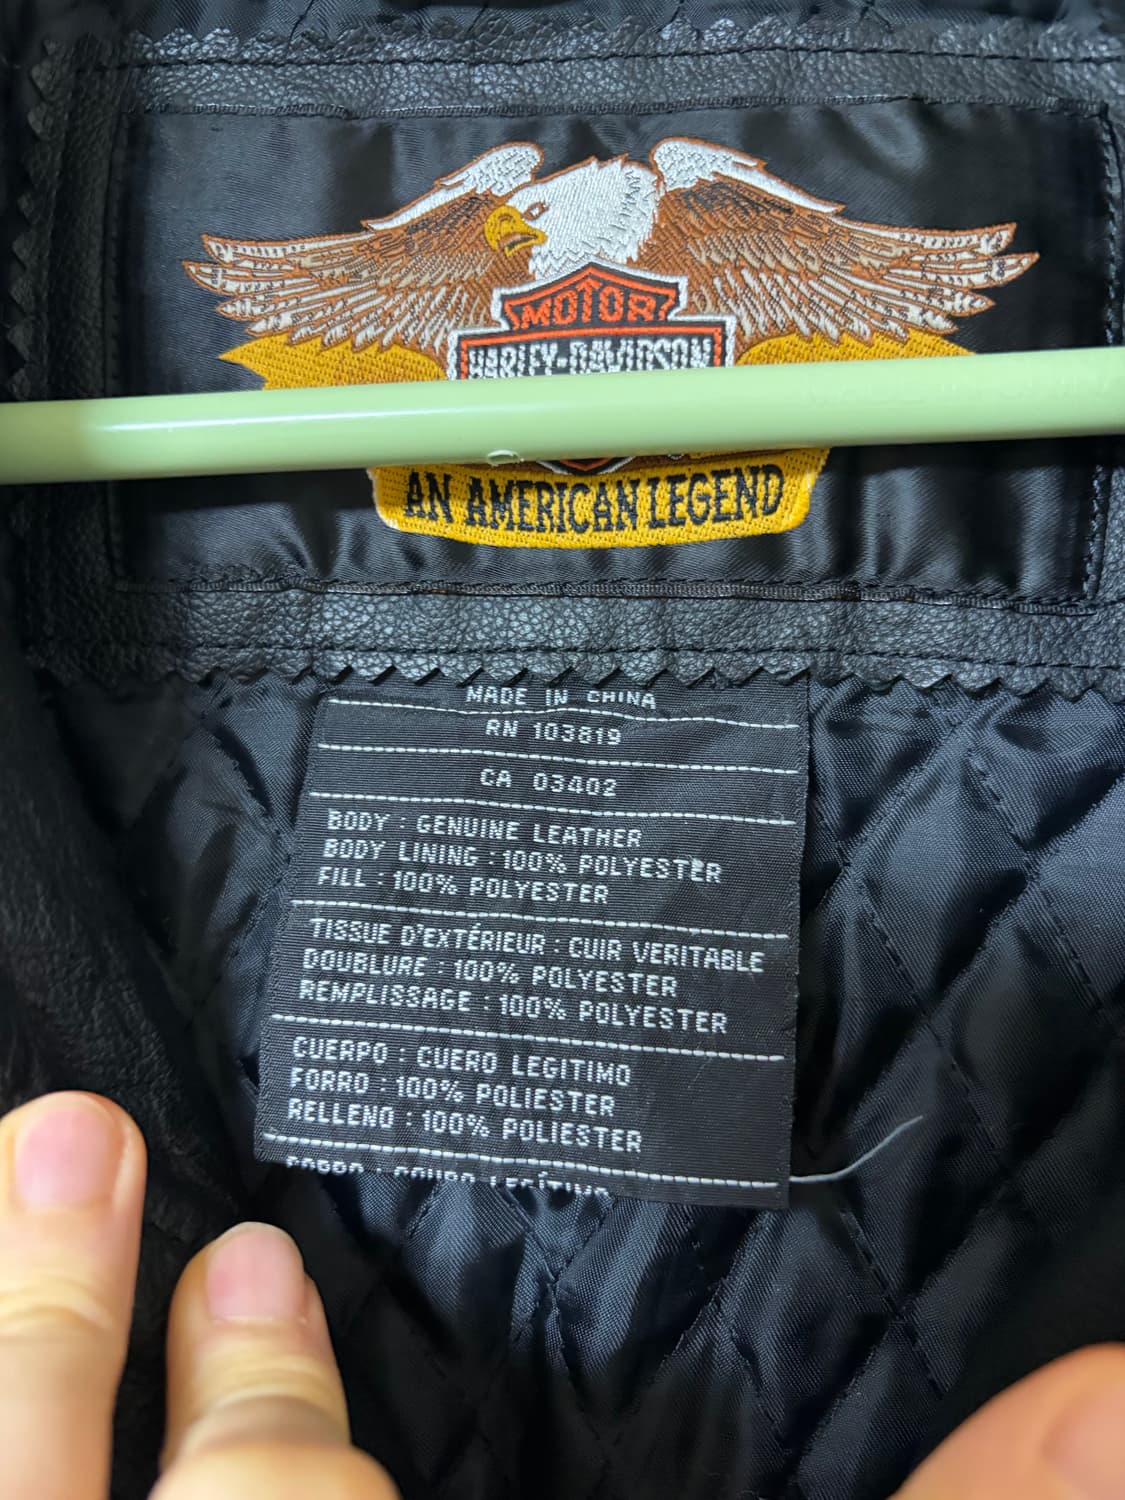 MOTOR
HARLEY-DAVIDSON
AN AMERICAN LEGEND
MADE IN CHINA
RN 103819
CA 03402
BODY : GENUINE LEATHER
BODY LINING : 100% POLYESTER
FILL : 100% POLYESTER
TISSUE D'EXTÉRIEUR : CUIR VERITABLE
DOUBLURE : 100% POLYESTER
REMPLISSAGE : 100% POLYESTER
CUERPO : CUERO LEGITIMO
FORRO : 100% POLIESTER
RELLENO : 100% POLIESTER